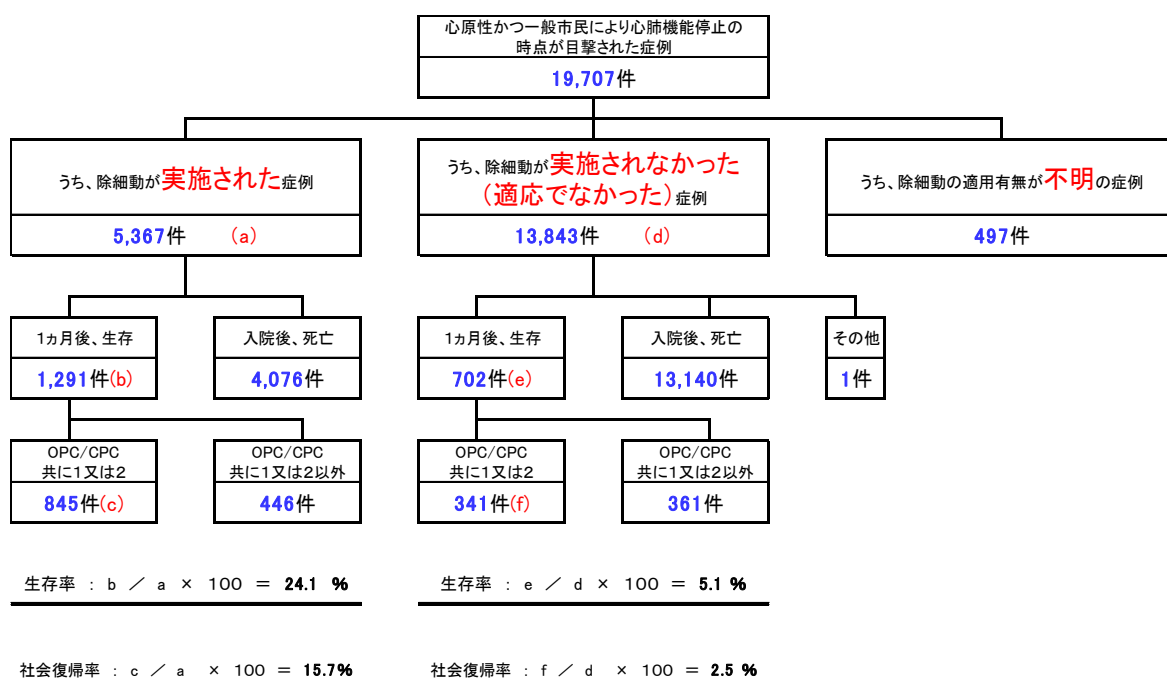 心原性かつ一般市民により心肺機能停止の
時点が目撃された症例
19,707件
うち、除細動が実施された症例
5,367件 (a)
うち、除細動が実施されなかった
(適応でなかった)症例
13,843件 (d)
うち、除細動の適用有無が不明の症例
497件
1ヵ月後、生存
1,291件(b)
入院後、死亡
4,076件
1ヵ月後、生存
702件(e)
入院後、死亡
13,140件
その他
1件
OPC/CPC
共に1又は2
845件(c)
OPC/CPC
共に1又は2以外
446件
OPC/CPC
共に1又は2
341件(f)
OPC/CPC
共に1又は2以外
361件
生存率 : b / a × 100 = 24.1 %
生存率 : e / d × 100 = 5.1 %
社会復帰率 : c / a × 100 = 15.7%
社会復帰率 : f / d × 100 = 2.5 %